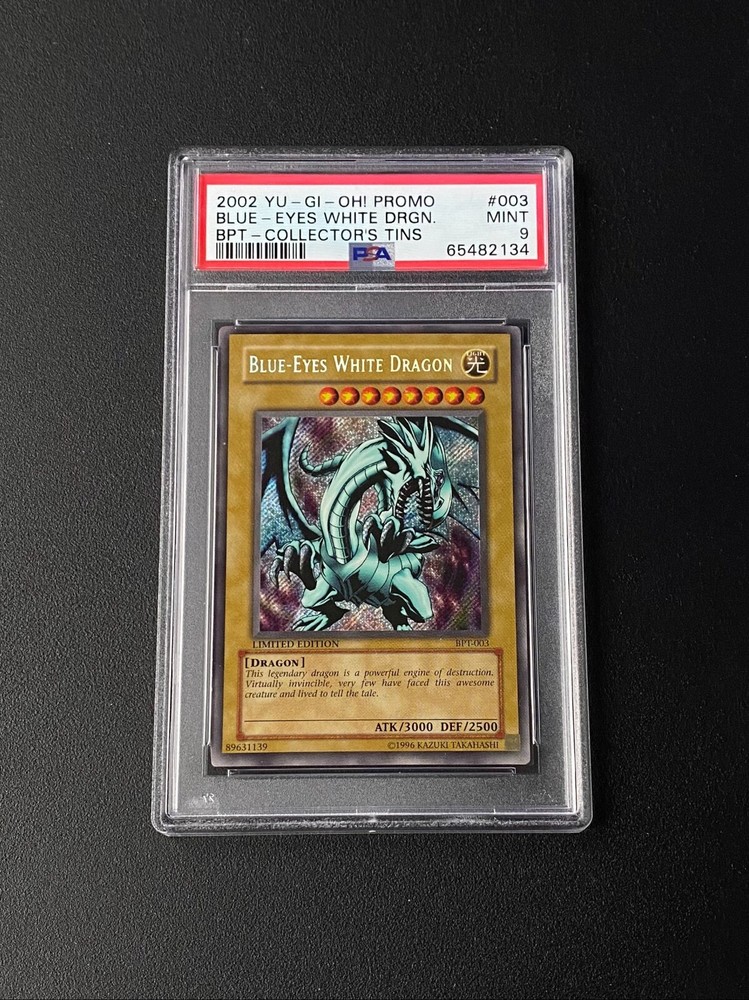 2002 YU-GI-OH! PROMO #003
BLUE-EYES WHITE DRGN. MINT
BPT-COLLECTOR'S TINS 9
PSA 65482134
BLUE-EYES WHITE DRAGON
LIGHT
光
LIMITED EDITION BPT-003
[DRAGON]
This legendary dragon is a powerful engine of destruction.
Virtually invincible, very few have faced this awesome
creature and lived to tell the tale.
ATK/3000 DEF/2500
89631139 ©1996 KAZUKI TAKAHASHI